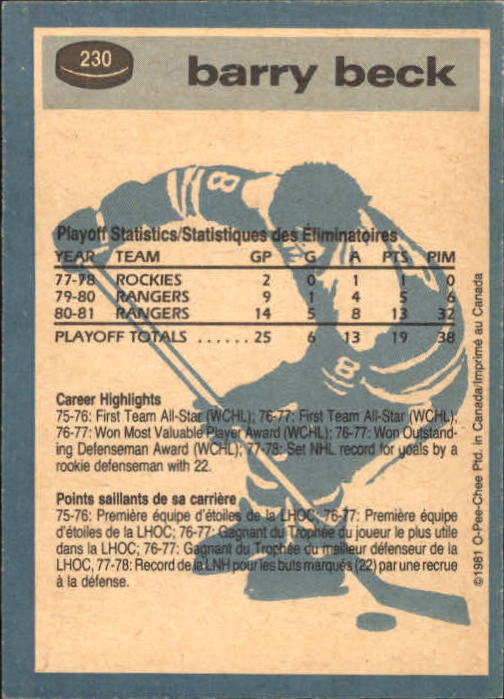 230
barry beck
8
Playoff Statistics/Statistiques des Éliminatoires
YEAR TEAM GP G A PTS PIM
77-78 ROCKIES 2 0 1 1 0
79-80 RANGERS 9 1 4 5 6
80-81 RANGERS 14 5 8 13 32
PLAYOFF TOTALS ...... 25 6 13 19 38
8
Career Highlights
75-76: First Team All-Star (WCHL); 76-77: First Team All-Star (WCHL);
76-77: Won Most Valuable Player Award (WCHL); 76-77: Won Outstand-
ing Defenseman Award (WCHL); 77-78: Set NHL record for goals by a
rookie defenseman with 22.
Points saillants de sa carrière
75-76: Première équipe d'étoiles de la LHOC; 76-77: Première équipe
d'étoiles de la LHOC; 76-77: Gagnant du Trophée du joueur le plus utile
dans la LHOC; 76-77: Gagnant du Trophée du meilleur défenseur de la
LHOC, 77-78: Record de la LNH pour les buts marqués (22) par une recrue
à la défense.
©1981 O-Pee-Chee Ptd. in Canada/Imprimé au Canada